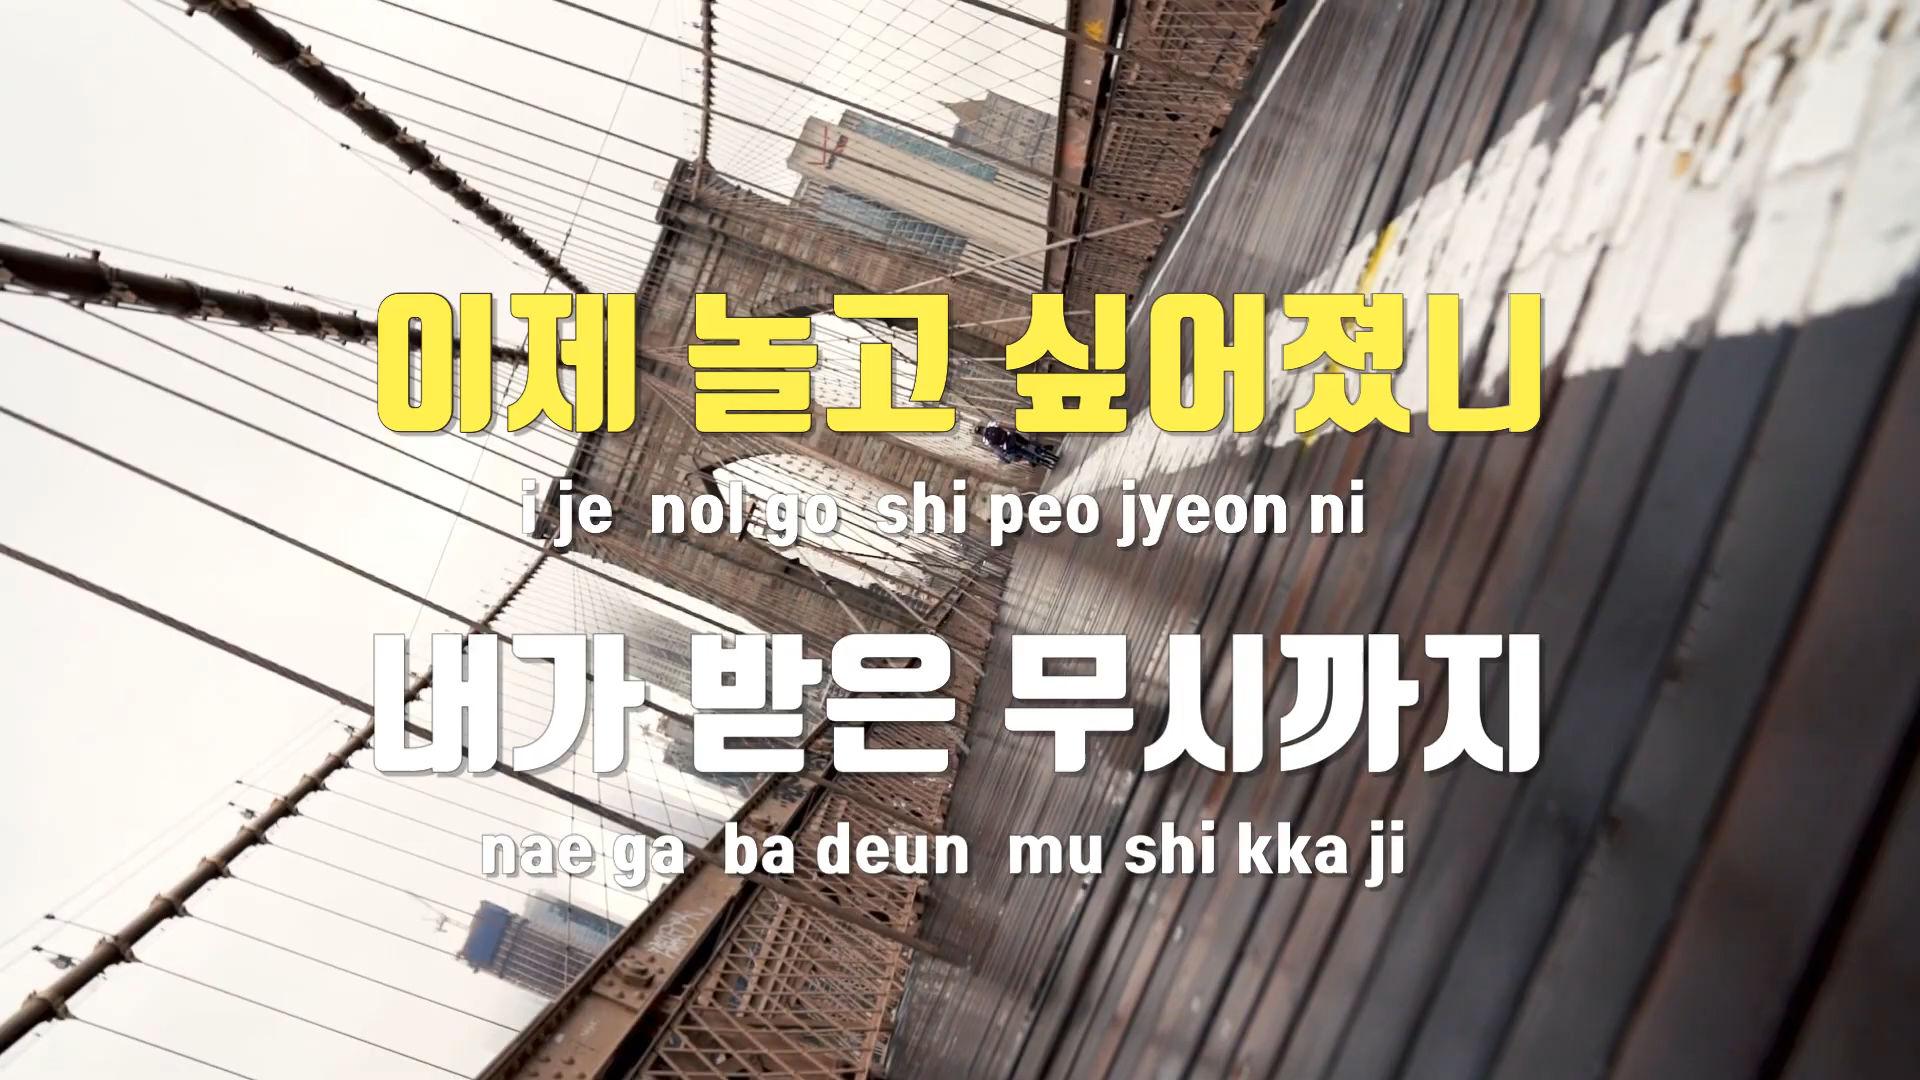 이제 놀고 싶어졌니
i je nol go shi peo jyeon ni
내가 받은 무시까지
nae ga ba deun mu shi kka ji